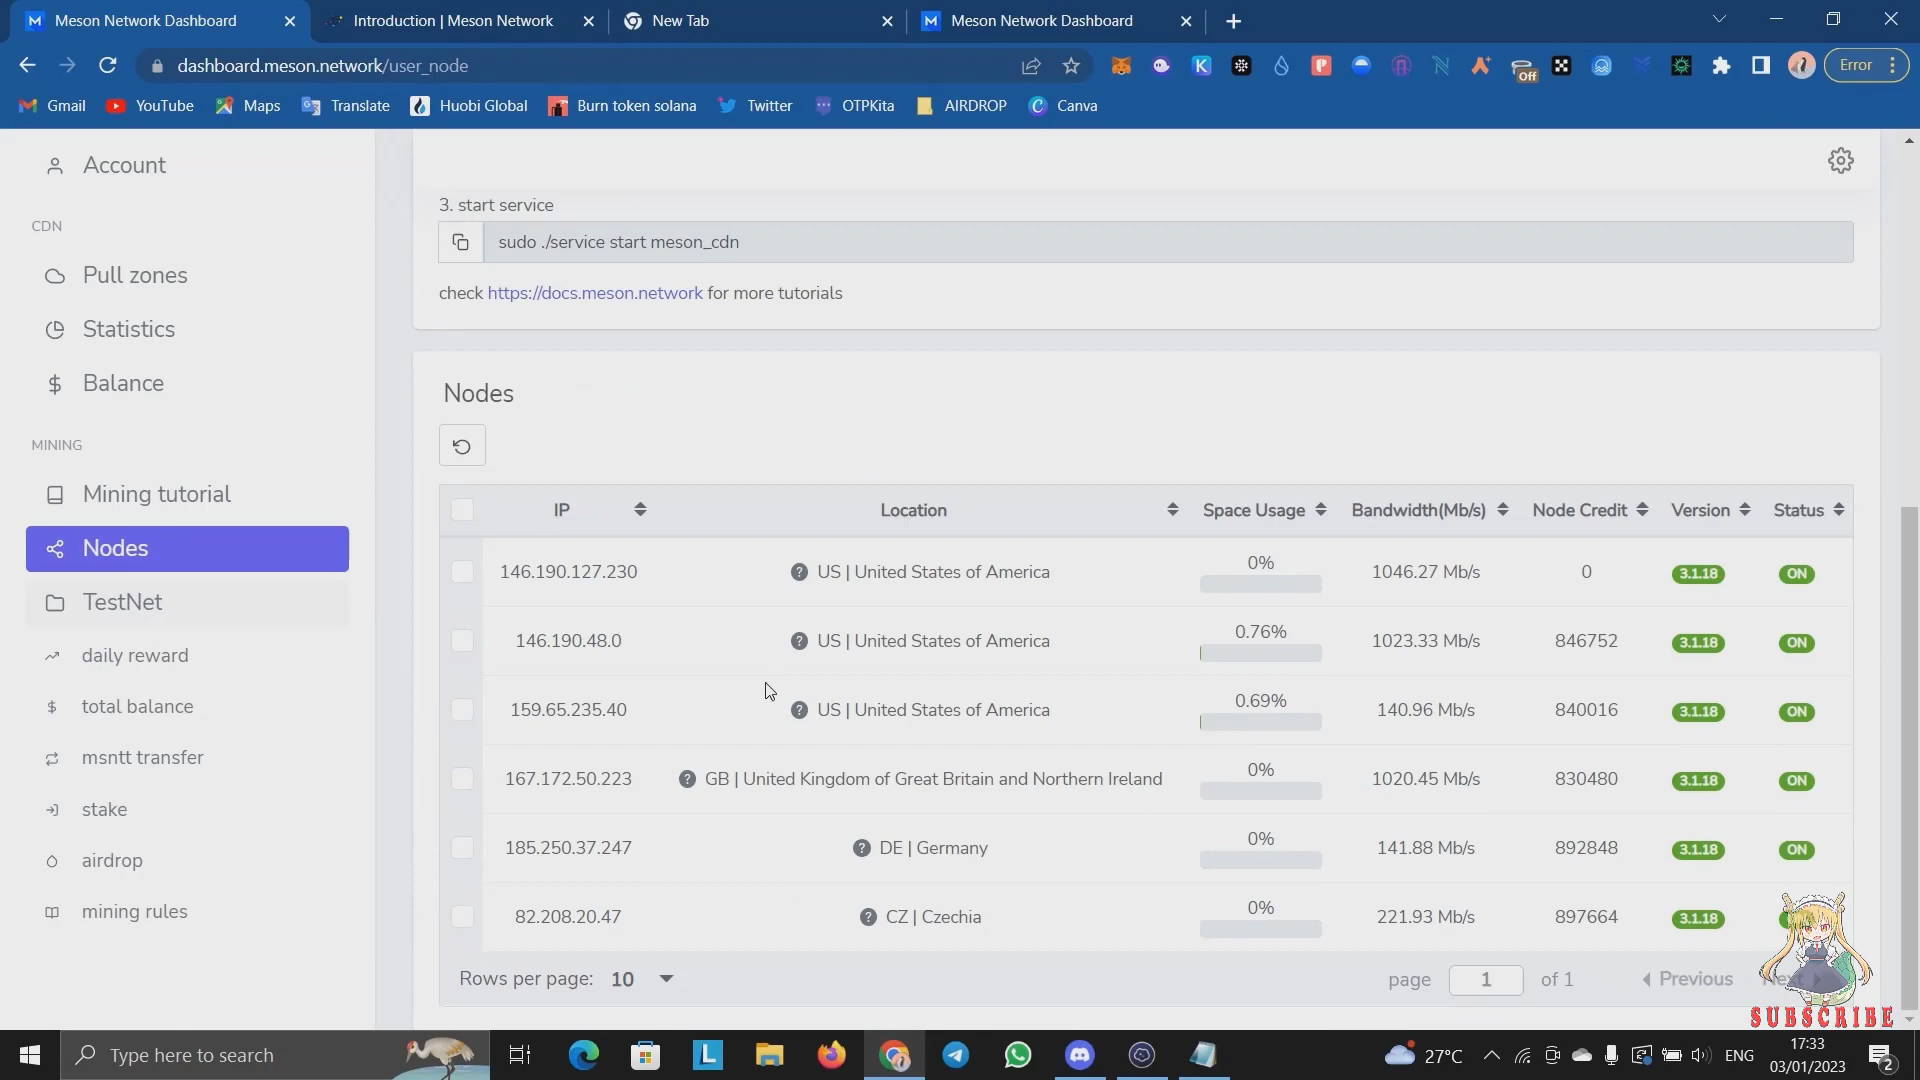 Meson Network Dashboard
Introduction | Meson Network
New Tab
Meson Network Dashboard
dashboard.meson.network/user_node
Off
Error
Gmail
YouTube
Maps
Translate
Huobi Global
Burn token solana
Twitter
OTPKita
AIRDROP
Canva
Account
CDN
Pull zones
Statistics
Balance
MINING
Mining tutorial
Nodes
TestNet
daily reward
total balance
msntt transfer
stake
airdrop
mining rules
3. start service
sudo ./service start meson_cdn
check https://docs.meson.network for more tutorials
Nodes
IP Location Space Usage Bandwidth(Mb/s) Node Credit Version Status
146.190.127.230 US | United States of America 0% 1046.27 Mb/s 0 3.1.18 ON
146.190.48.0 US | United States of America 0.76% 1023.33 Mb/s 846752 3.1.18 ON
159.65.235.40 US | United States of America 0.69% 140.96 Mb/s 840016 3.1.18 ON
167.172.50.223 GB | United Kingdom of Great Britain and Northern Ireland 0% 1020.45 Mb/s 830480 3.1.18 ON
185.250.37.247 DE | Germany 0% 141.88 Mb/s 892848 3.1.18 ON
82.208.20.47 CZ | Czechia 0% 221.93 Mb/s 897664 3.1.18
Rows per page: 10
page 1 of 1 Previous Next
SUBSCRIBE
Type here to search
27°C
ENG
17:33
03/01/2023
2